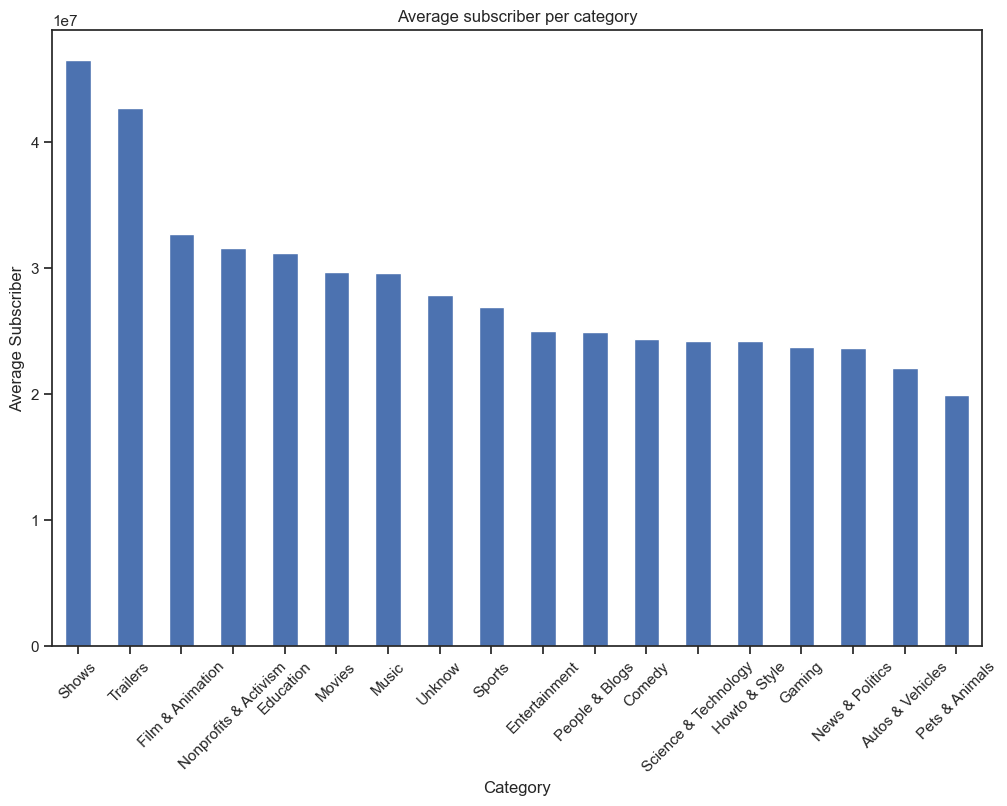 Average subscriber per category
1e7
4
3
2
1
0
Average Subscriber
Shows
Trailers
Film & Animation
Nonprofits & Activism
Education
Movies
Music
Unknow
Sports
Entertainment
People & Blogs
Comedy
Science & Technology
Howto & Style
Gaming
News & Politics
Autos & Vehicles
Pets & Animals
Category